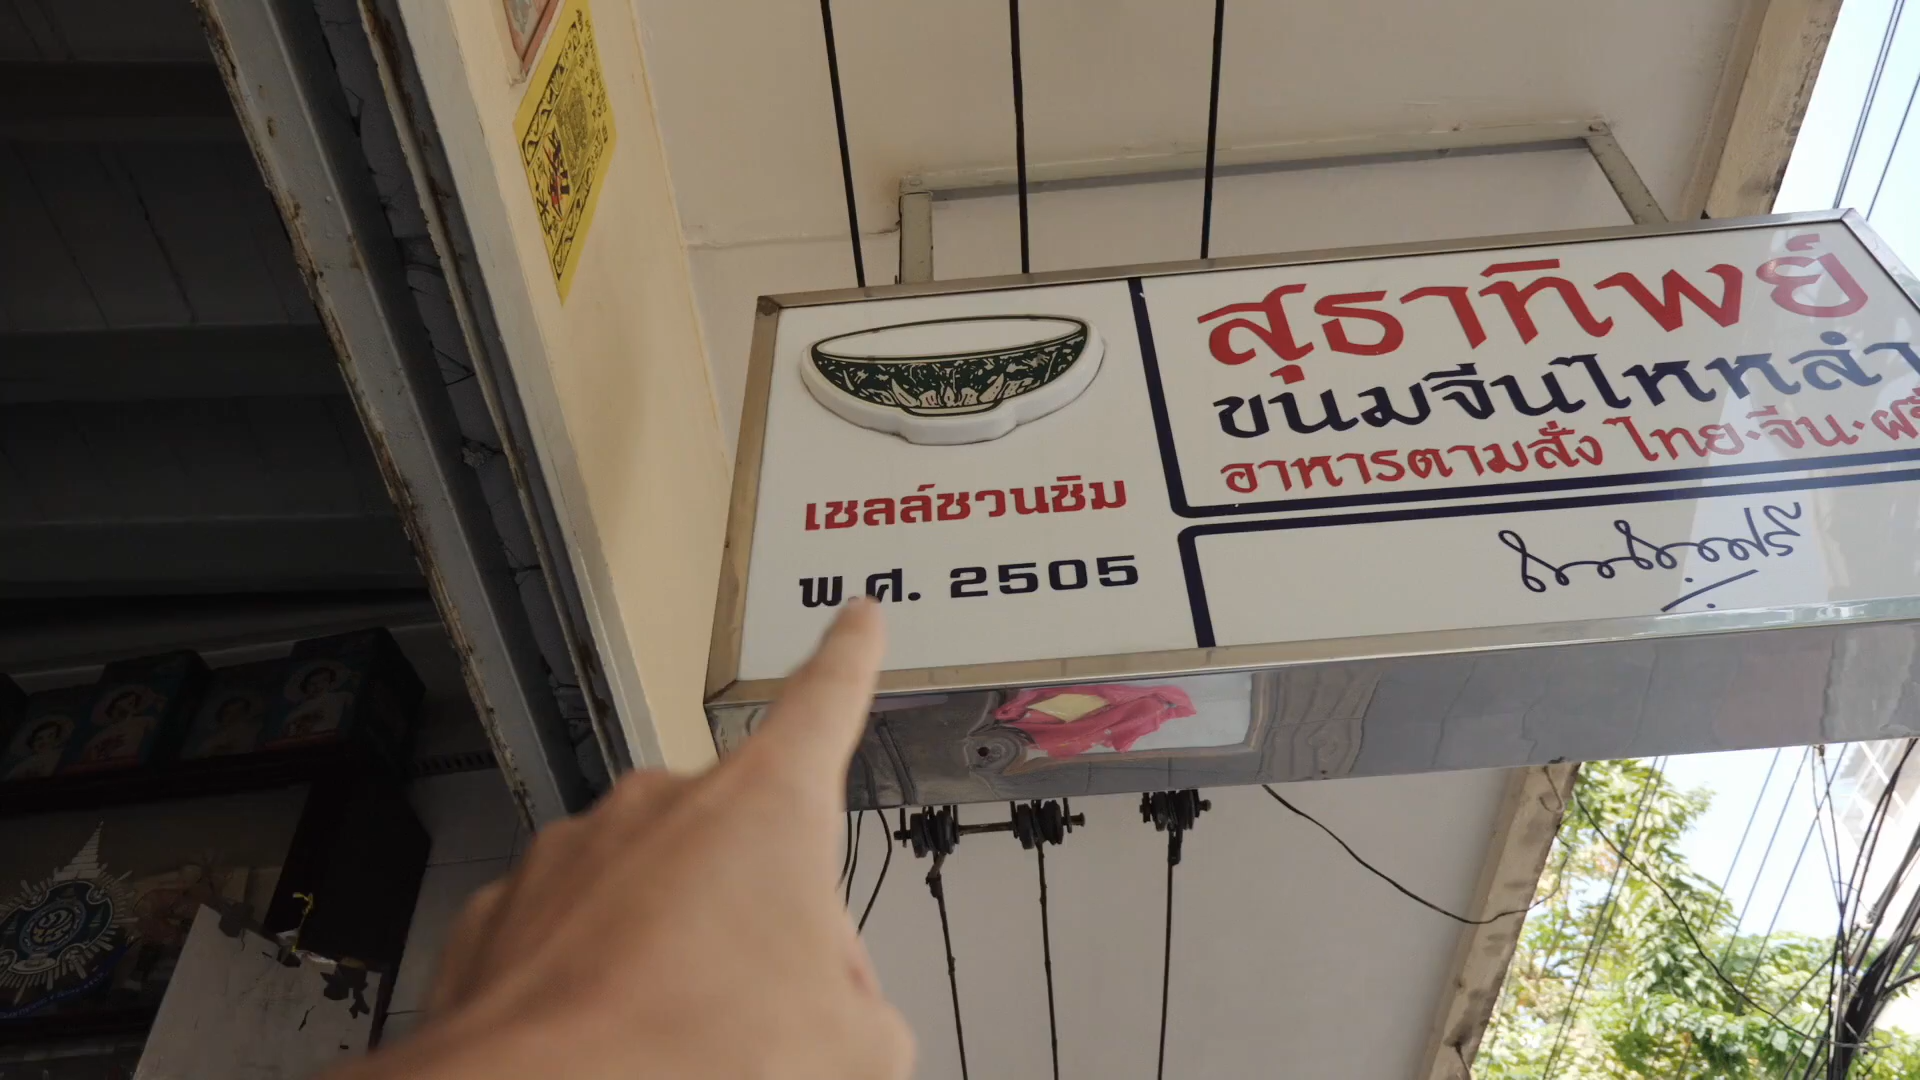 เชลล์ชวนชิม
พ.ศ. 2505
สุธาทิพย์
ขนมจีนไหหลำ
อาหารตามสั่ง ไทย·จีน·ฝรั่